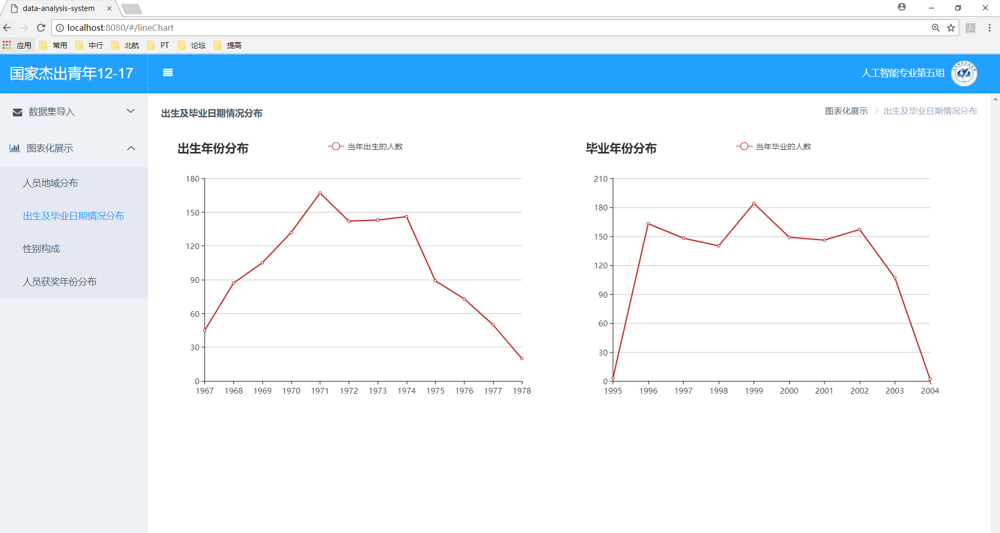 data-analysis-system
localhost:8080/#/lineChart
应用 常用 中行 北航 PT 论坛 提高
国家杰出青年12-17
人工智能专业第五组
数据集导入
图表化展示
人员地域分布
出生及毕业日期情况分布
性别构成
人员获奖年份分布
出生及毕业日期情况分布
图表化展示 / 出生及毕业日期情况分布
出生年份分布
当年出生的人数
180
150
120
90
60
30
0
1967 1968 1969 1970 1971 1972 1973 1974 1975 1976 1977 1978
毕业年份分布
当年毕业的人数
210
180
150
120
90
60
30
0
1995 1996 1997 1998 1999 2000 2001 2002 2003 2004